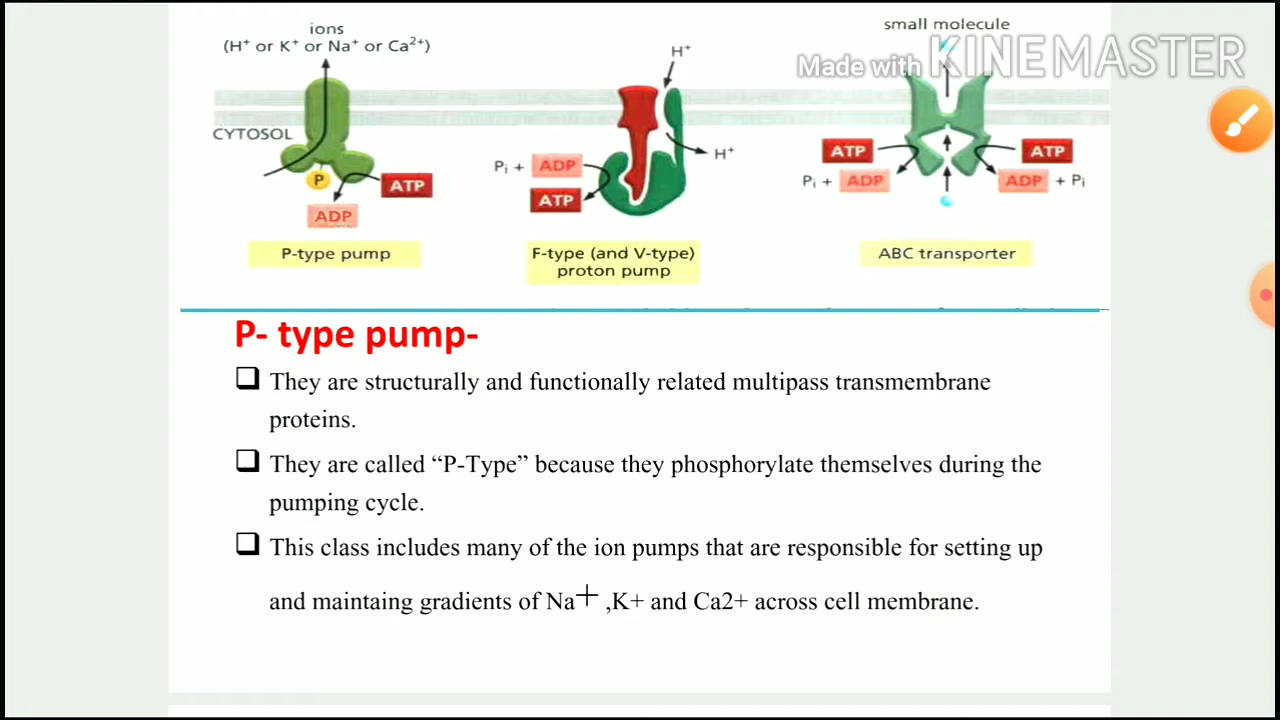 ions
(H⁺ or K⁺ or Na⁺ or Ca²⁺)
small molecule
Made with KINEMASTER
H⁺
CYTOSOL
H⁺
P
ATP
ADP
Pi + ADP
ATP
ATP
ATP
Pi + ADP
ADP + Pi
P-type pump
F-type (and V-type)
proton pump
ABC transporter
P- type pump-
❑ They are structurally and functionally related multipass transmembrane
proteins.
❑ They are called “P-Type” because they phosphorylate themselves during the
pumping cycle.
❑ This class includes many of the ion pumps that are responsible for setting up
and maintaing gradients of Na+ ,K+ and Ca2+ across cell membrane.